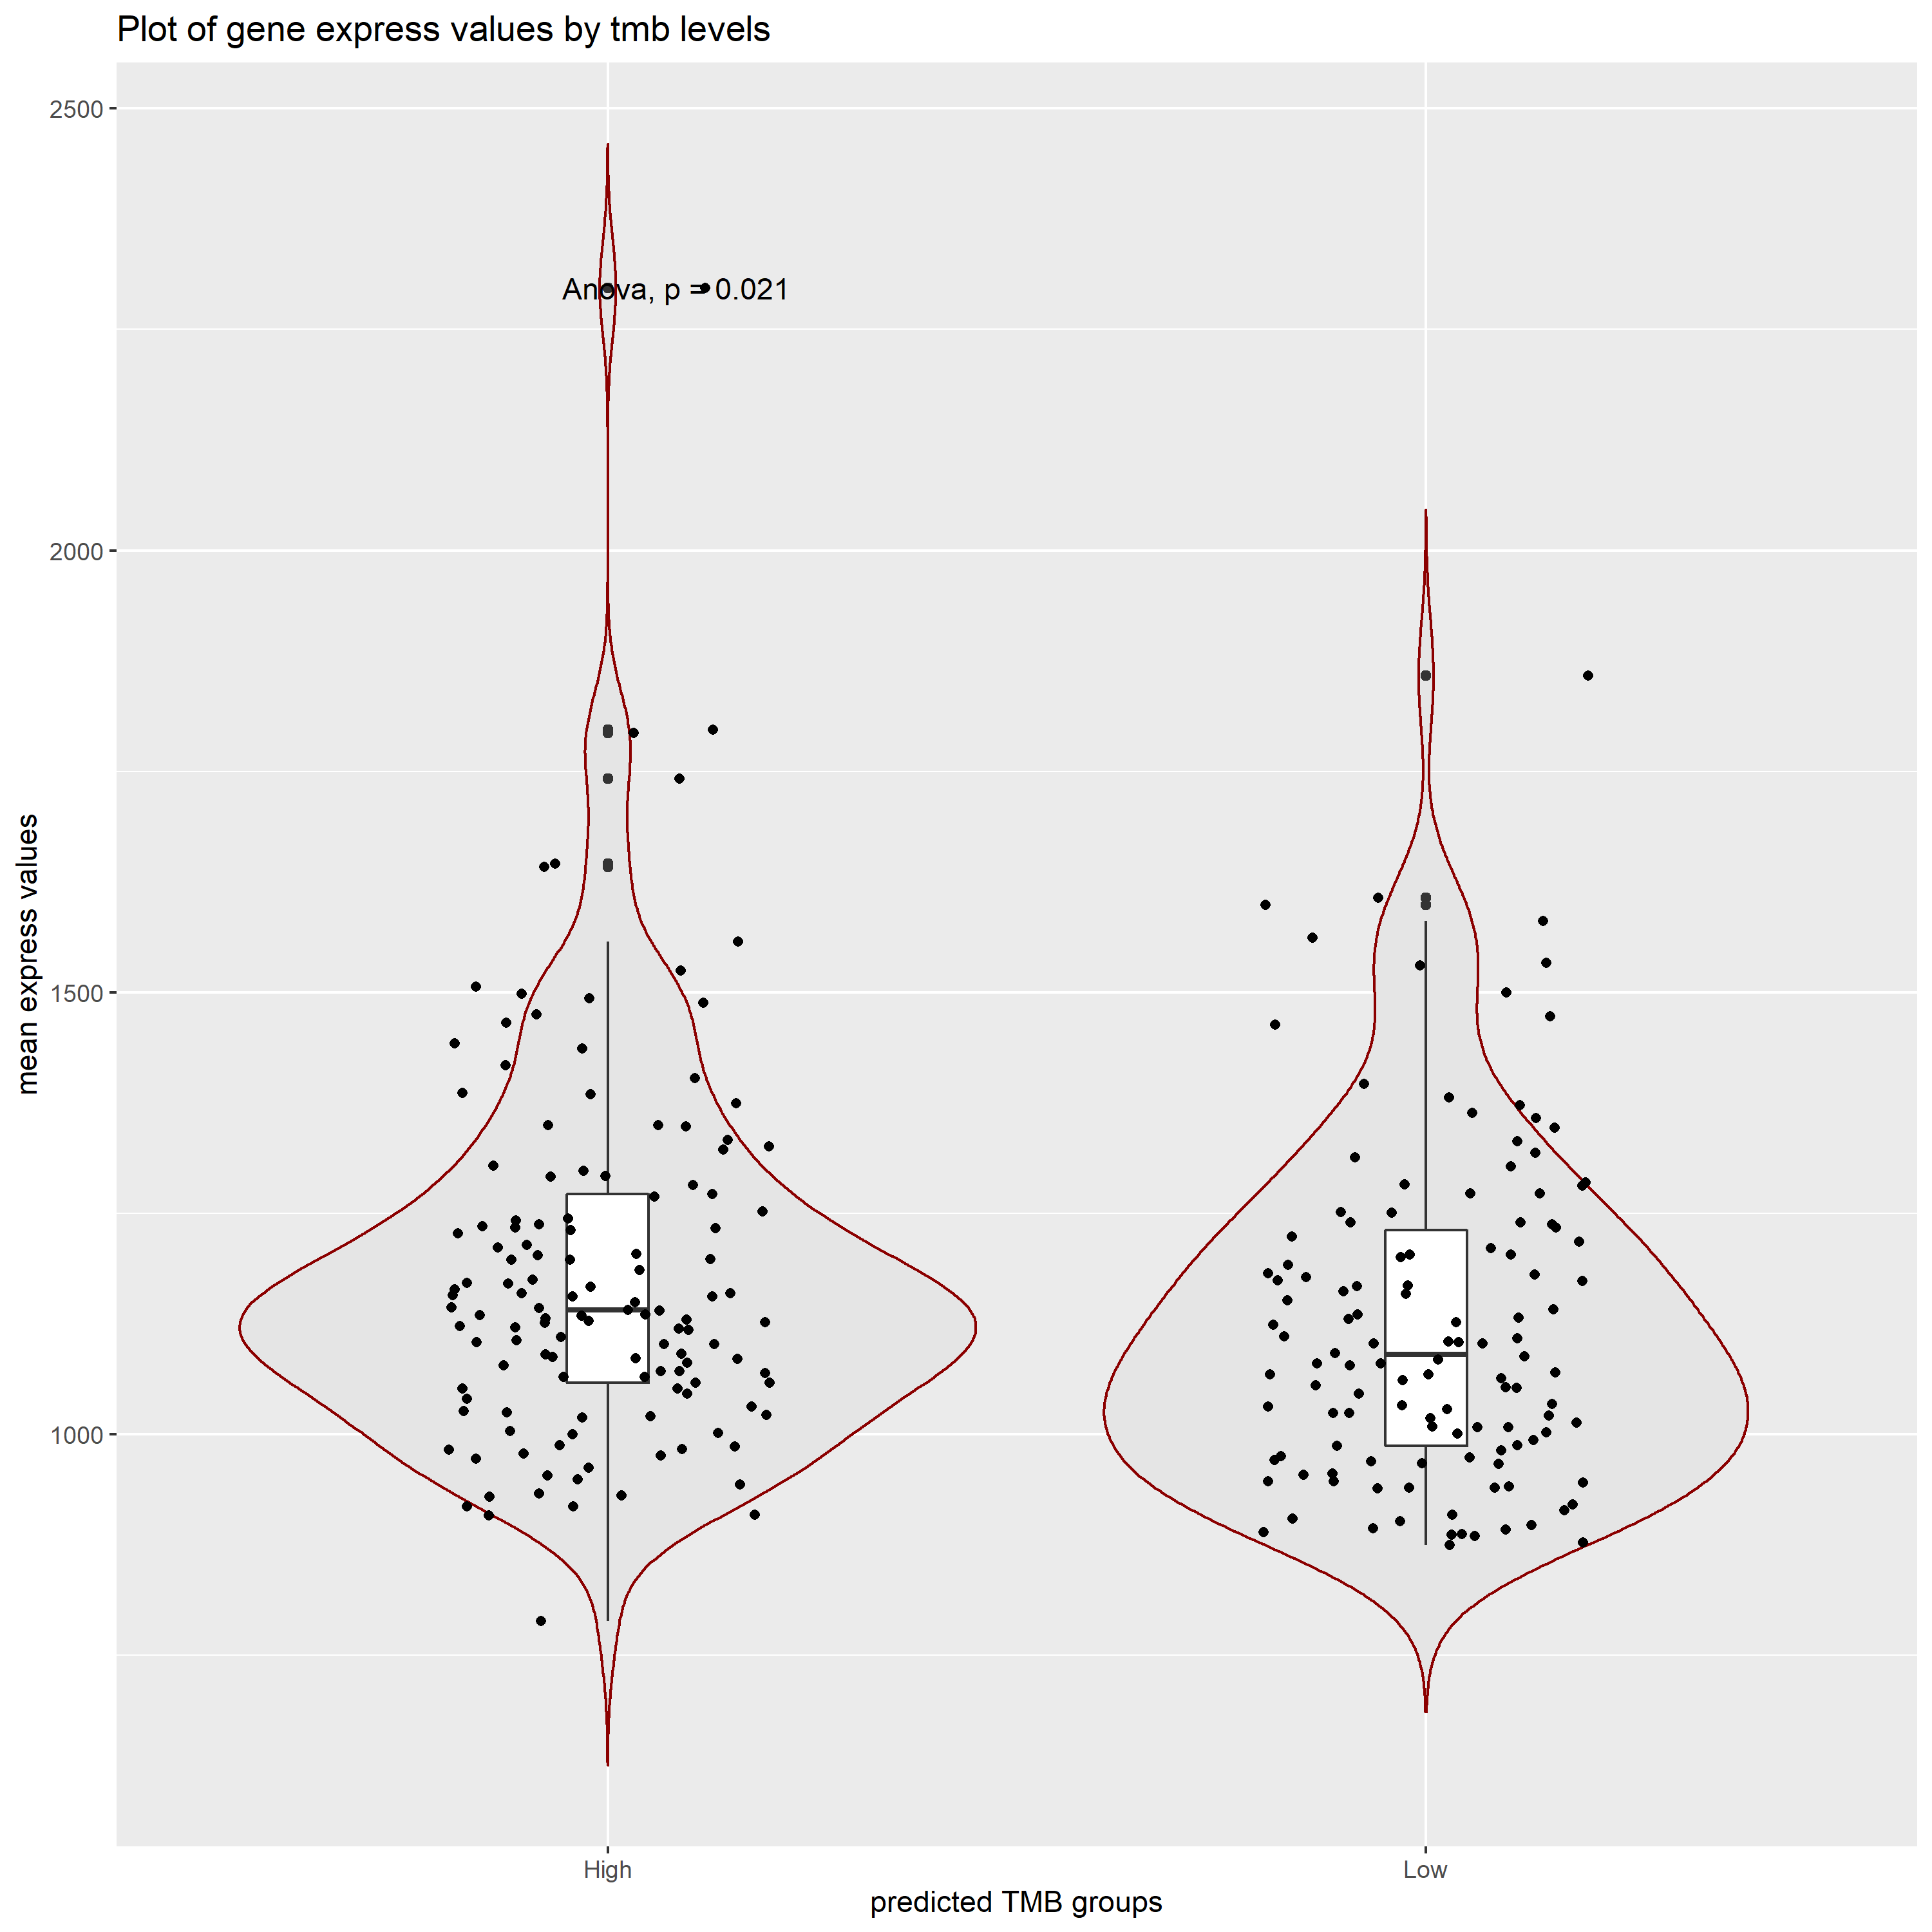 Plot of gene express values by tmb levels
2500
Anova, p = 0.021
2000
mean express values
1500
1000
High
Low
predicted TMB groups